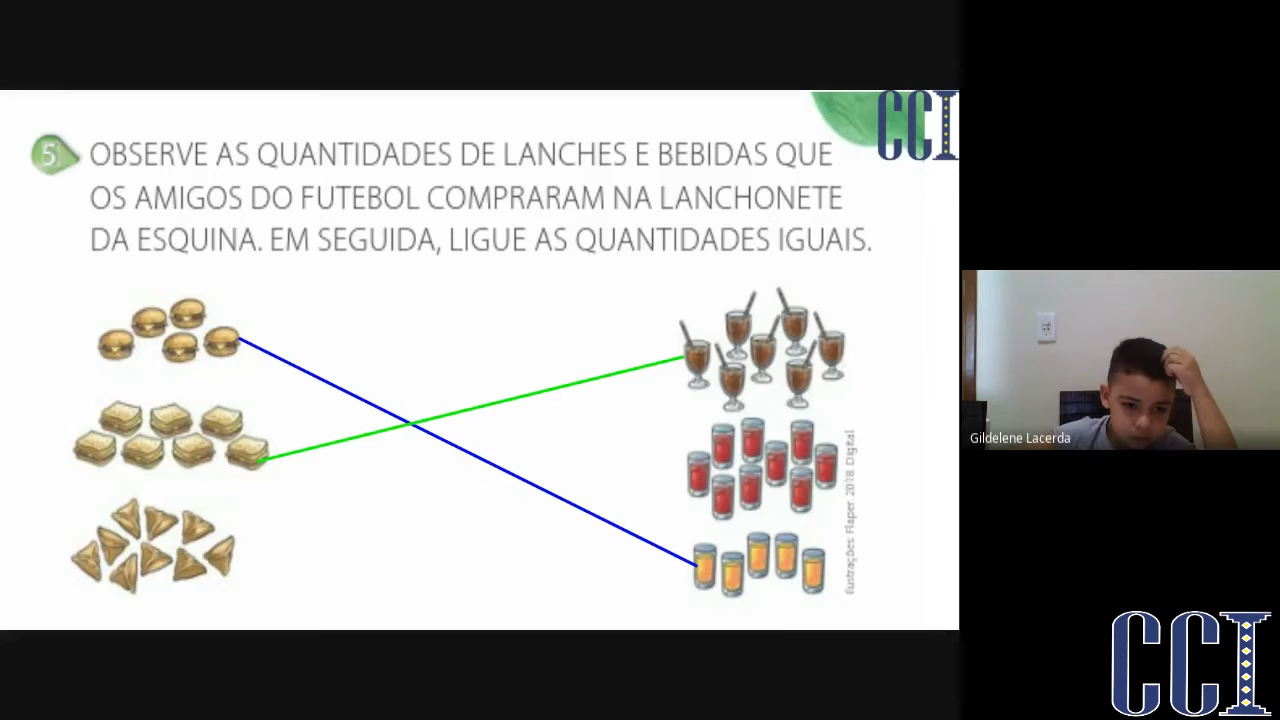 CCI
5
OBSERVE AS QUANTIDADES DE LANCHES E BEBIDAS QUE
OS AMIGOS DO FUTEBOL COMPRARAM NA LANCHONETE
DA ESQUINA. EM SEGUIDA, LIGUE AS QUANTIDADES IGUAIS.
Ilustrações: Flaper. 2018. Digital.
Gildelene Lacerda
CCI